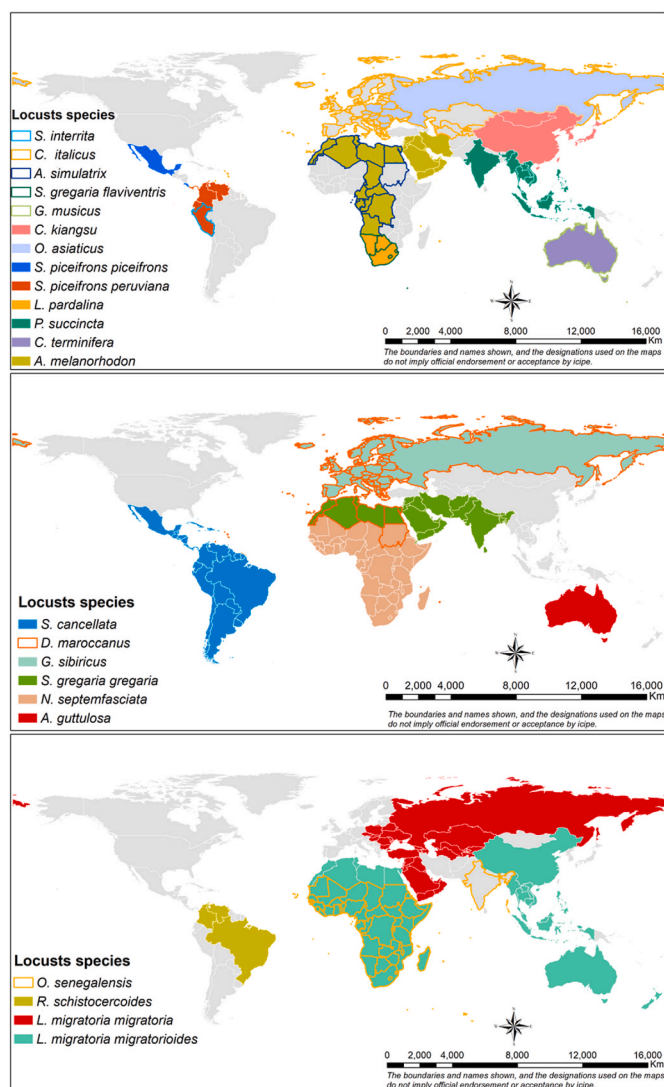 Locusts species
S. interrita
C. italicus
A. simulatrix
S. gregaria flaviventris
G. musicus
C. kiangsu
O. asiaticus
S. piceifrons piceifrons
S. piceifrons peruviana
L. pardalina
P. succincta
C. terminifera
A. melanorhodon
N
0 2,000 4,000 8,000 12,000 16,000
Km
The boundaries and names shown, and the designations used on the maps
do not imply official endorsement or acceptance by icipe.
Locusts species
S. cancellata
D. maroccanus
G. sibiricus
S. gregaria gregaria
N. septemfasciata
A. guttulosa
N
0 2,000 4,000 8,000 12,000 16,000
Km
The boundaries and names shown, and the designations used on the maps
do not imply official endorsement or acceptance by icipe.
Locusts species
O. senegalensis
R. schistocercoides
L. migratoria migratoria
L. migratoria migratorioides
N
0 2,000 4,000 8,000 12,000 16,000
Km
The boundaries and names shown, and the designations used on the maps
do not imply official endorsement or acceptance by icipe.